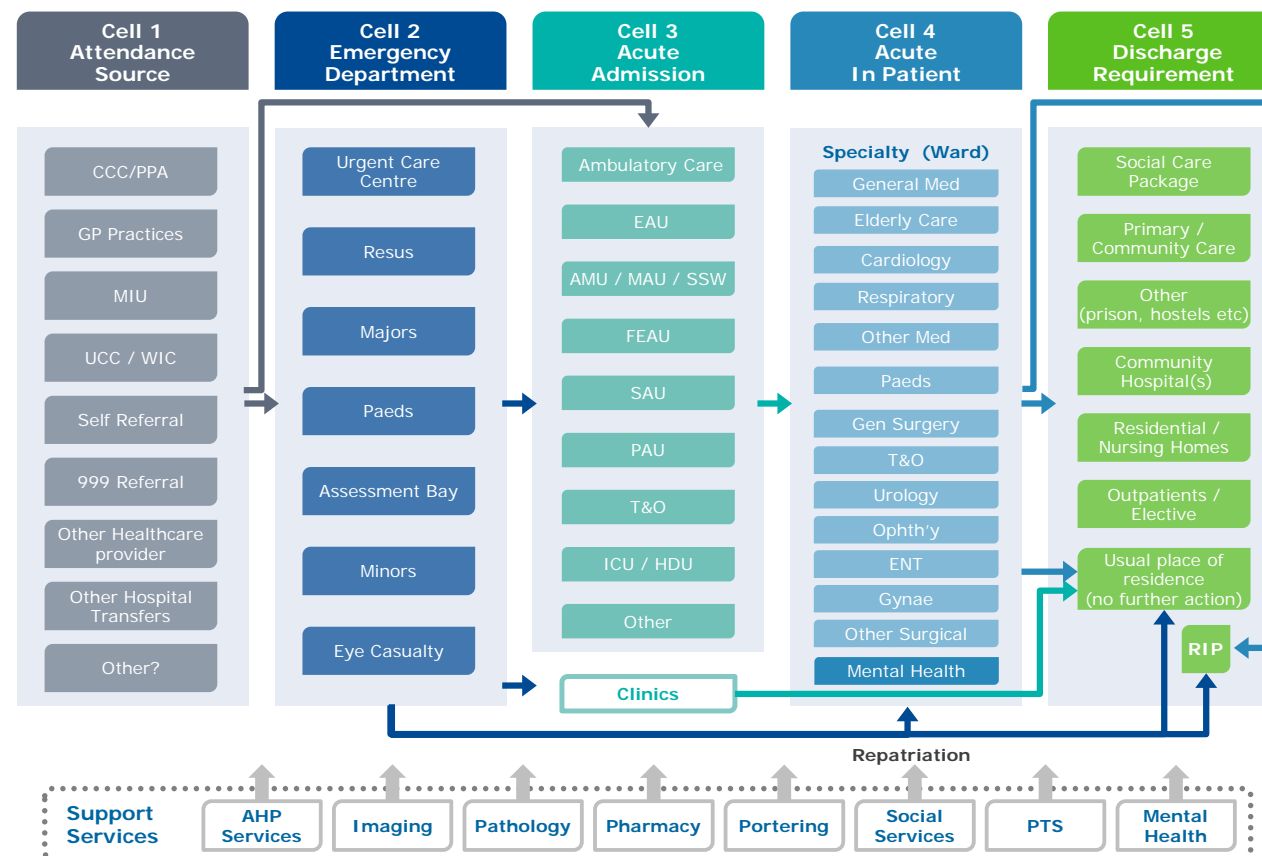 Cell 1
Attendance
Source
Cell 2
Emergency
Department
Cell 3
Acute
Admission
Cell 4
Acute
In Patient
Cell 5
Discharge
Requirement
CCC/PPA
GP Practices
MIU
UCC / WIC
Self Referral
999 Referral
Other Healthcare
provider
Other Hospital
Transfers
Other?
Urgent Care
Centre
Resus
Majors
Paeds
Assessment Bay
Minors
Eye Casualty
Ambulatory Care
EAU
AMU / MAU / SSW
FEAU
SAU
PAU
T&O
ICU / HDU
Other
Clinics
Specialty (Ward)
General Med
Elderly Care
Cardiology
Respiratory
Other Med
Paeds
Gen Surgery
T&O
Urology
Ophth'y
ENT
Gynae
Other Surgical
Mental Health
Social Care
Package
Primary /
Community Care
Other
(prison, hostels etc)
Community
Hospital(s)
Residential /
Nursing Homes
Outpatients /
Elective
Usual place of
residence
(no further action)
RIP
Repatriation
Support
Services
AHP
Services
Imaging
Pathology
Pharmacy
Portering
Social
Services
PTS
Mental
Health